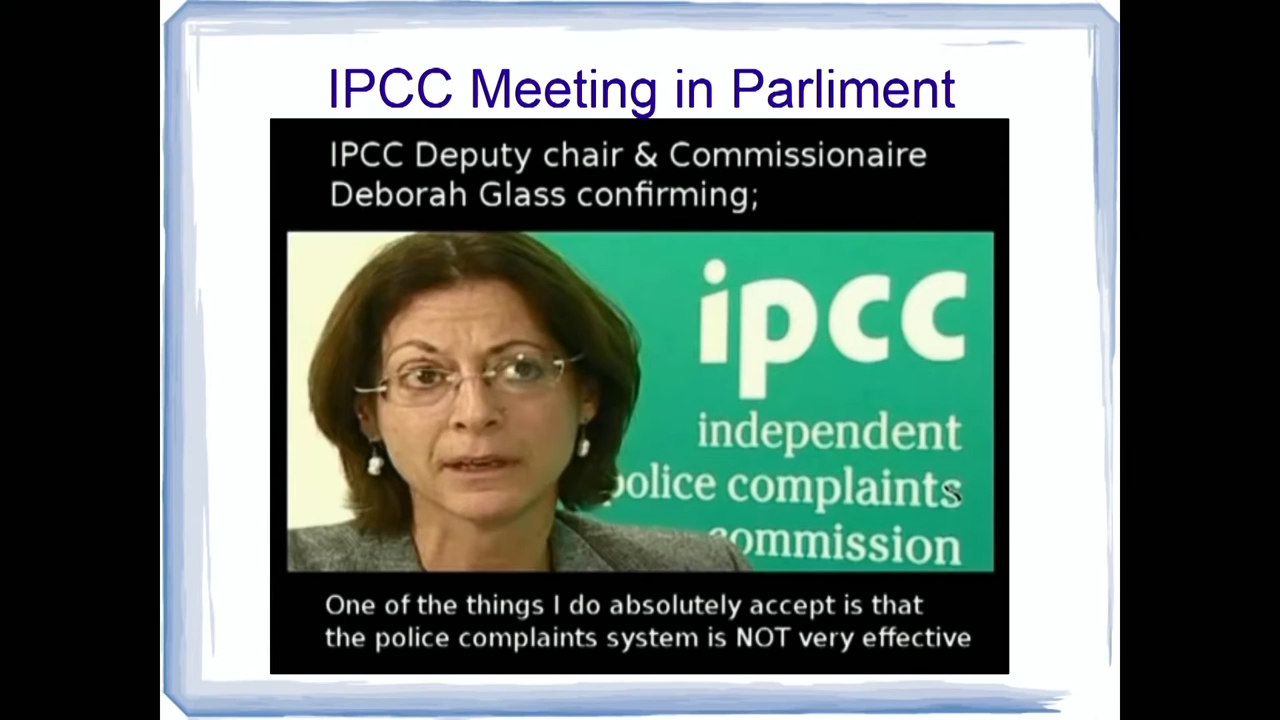 IPCC Meeting in Parliment
IPCC Deputy chair & Commissionaire
Deborah Glass confirming;
ipcc
independent
police complaints
commission
One of the things I do absolutely accept is that
the police complaints system is NOT very effective